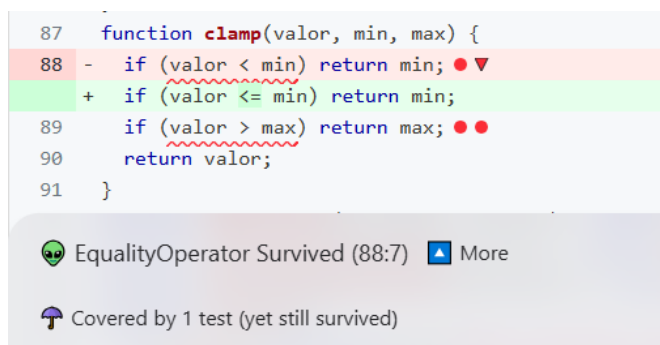 87 function clamp(valor, min, max) {
88 - if (valor < min) return min;
+ if (valor <= min) return min;
89 if (valor > max) return max;
90 return valor;
91 }
EqualityOperator Survived (88:7) More
Covered by 1 test (yet still survived)